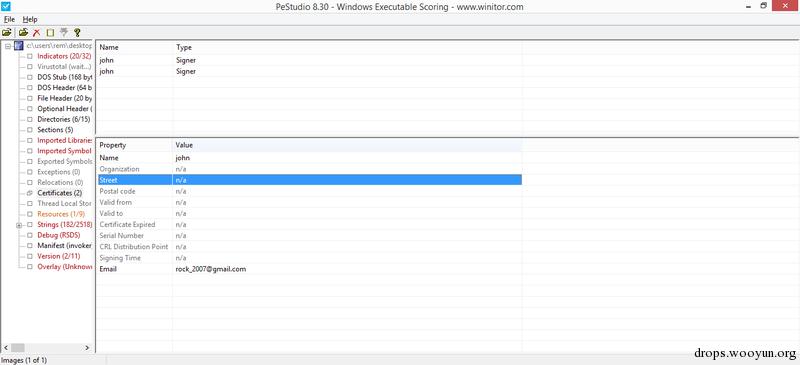 PeStudio 8.30 - Windows Executable Scoring - www.winitor.com
File Help
c:\users\rem\desktop
Indicators (20/32)
Virustotal (wait...)
DOS Stub (168 byt
DOS Header (64 b
File Header (20 by
Optional Header (
Directories (6/15)
Sections (5)
Imported Libraries
Imported Symbol
Exported Symbols
Exceptions (0)
Relocations (0)
Certificates (2)
Thread Local Stor
Resources (1/9)
Strings (182/2518)
Debug (RSDS)
Manifest (invoker)
Version (2/11)
Overlay (Unknow
Name Type
john Signer
john Signer
Property Value
Name john
Organization n/a
Street n/a
Postal code n/a
Valid from n/a
Valid to n/a
Certificate Expired n/a
Serial Number n/a
CRL Distribution Point n/a
Signing Time n/a
Email rock_2007@gmail.com
Images (1 of 1)
drops.wooyun.org